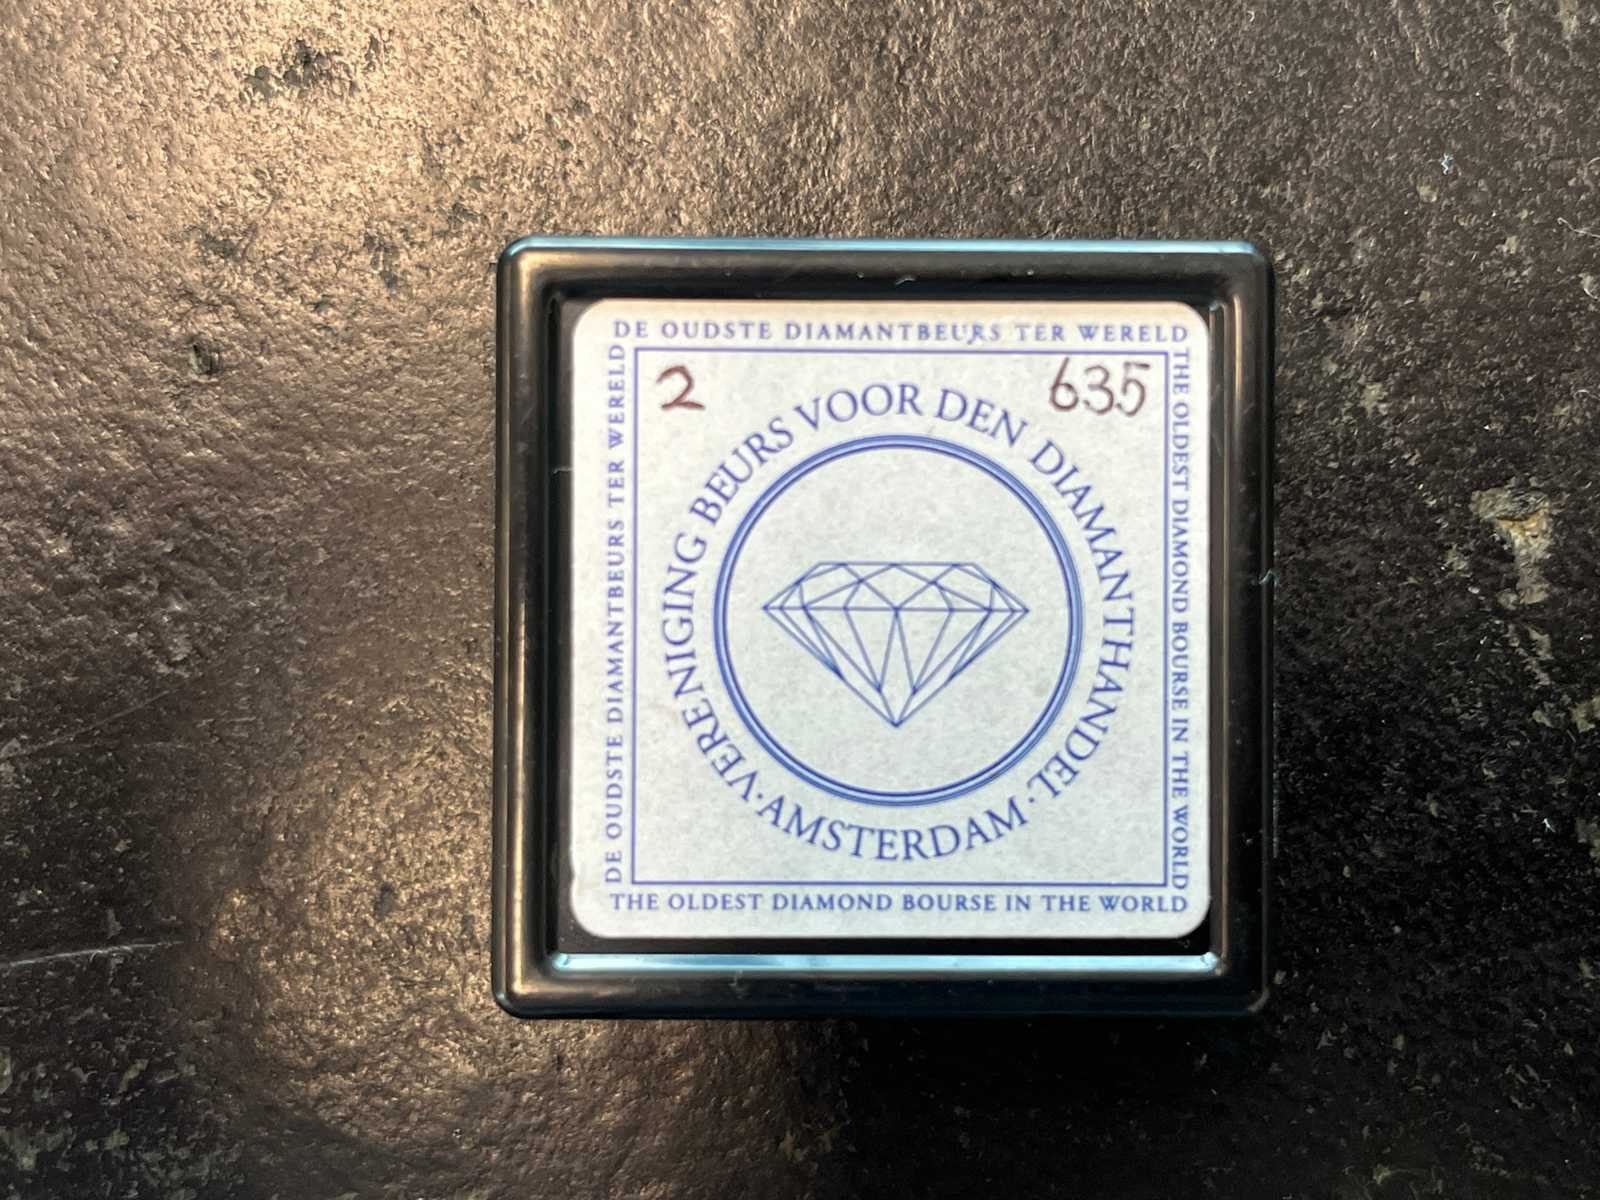 DE OUDSTE DIAMANTBEURS TER WERELD
DE OUDSTE DIAMANTBEURS TER WERELD
2
635
VERENIGING BEURS VOOR DEN DIAMANTHANDEL
· AMSTERDAM ·
THE OLDEST DIAMOND BOURSE IN THE WORLD
THE OLDEST DIAMOND BOURSE IN THE WORLD